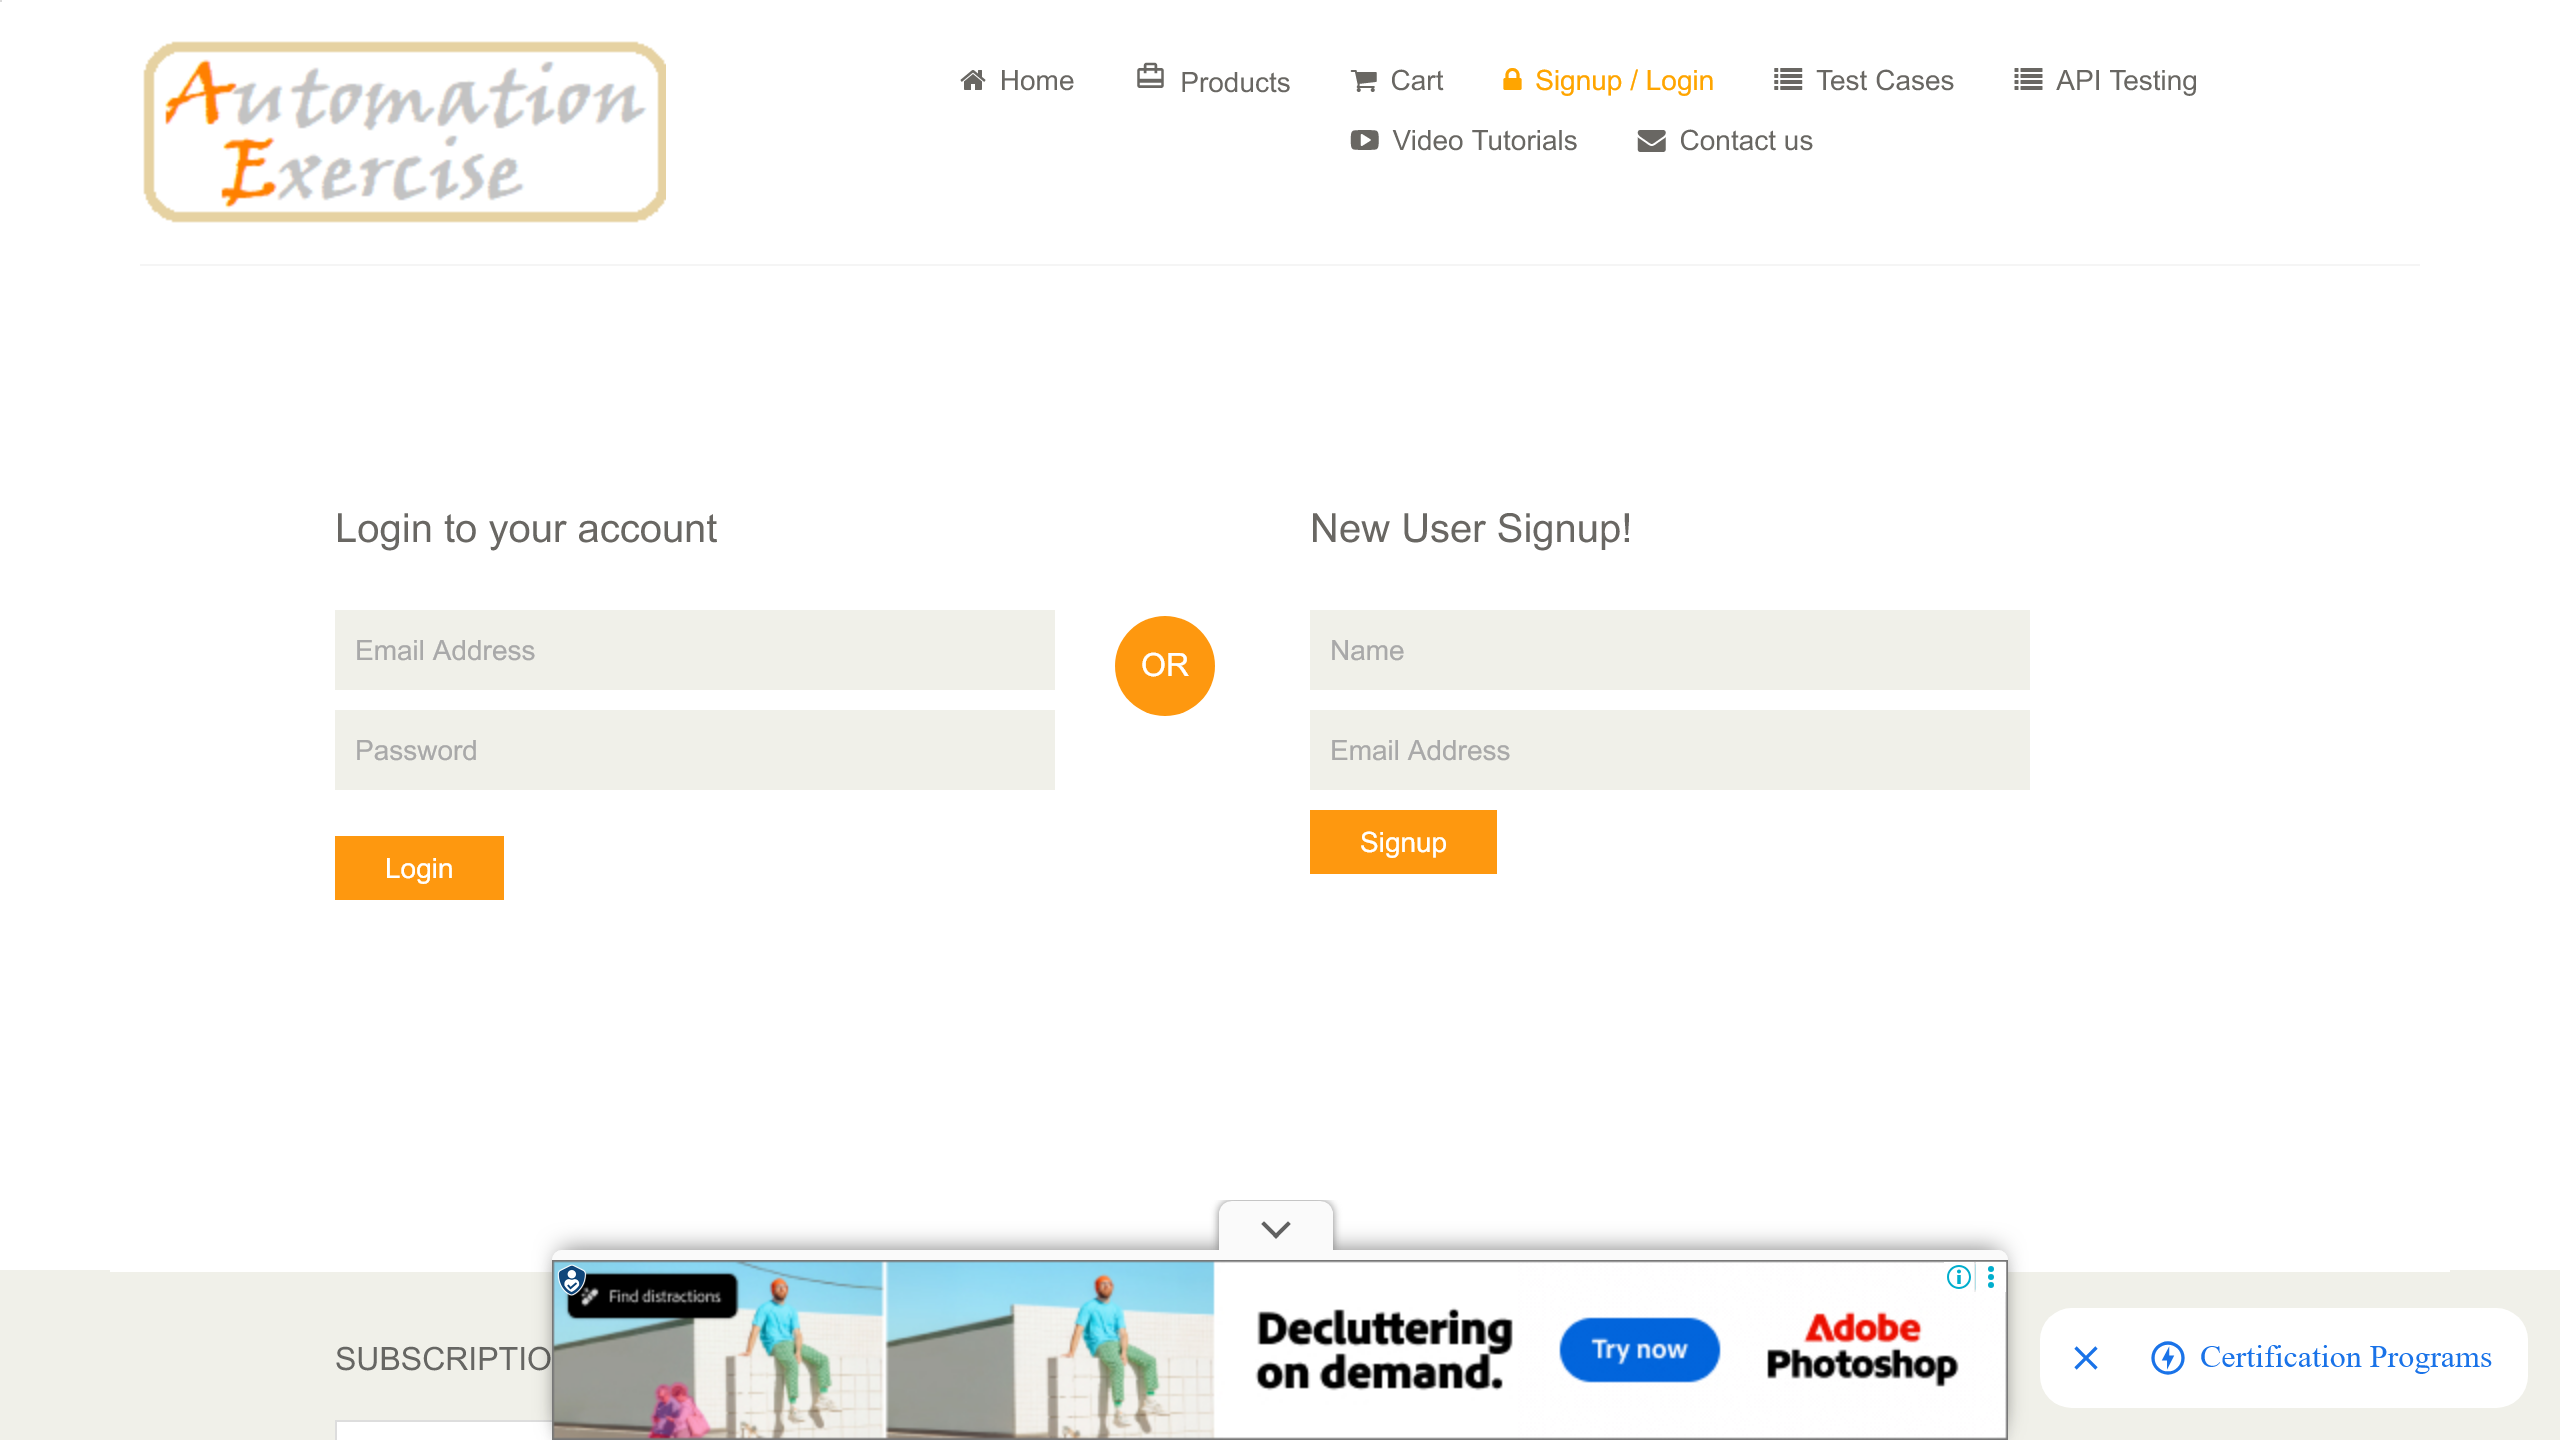 Automation
Exercise
Home
Products
Cart
Signup / Login
Test Cases
API Testing
Video Tutorials
Contact us
Login to your account
New User Signup!
Email Address
Password
Login
OR
Name
Email Address
Signup
SUBSCRIPTIO
Find distractions
Decluttering
on demand.
Try now
Adobe
Photoshop
Certification Programs